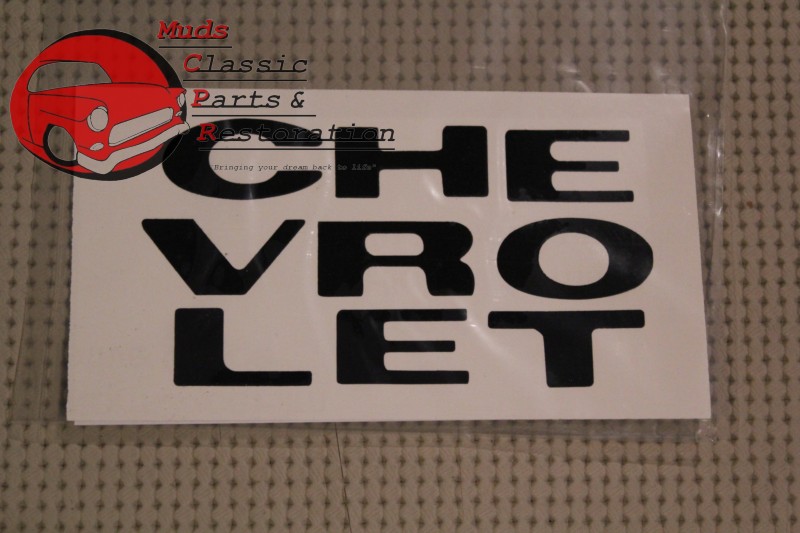 Muds
Classic
Parts &
Restoration
"Bringing your dream back to life"
CHE
VRO
LET